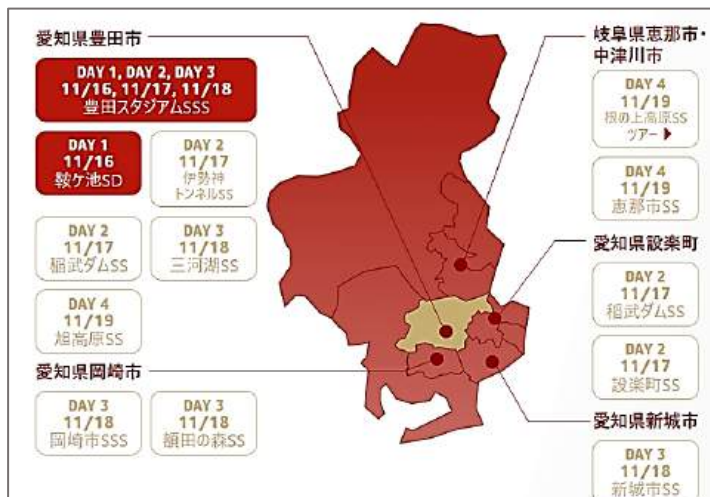 愛知県豊田市
DAY 1, DAY 2, DAY 3
11/16, 11/17, 11/18
豊田スタジアムSSS
DAY 1
11/16
鞍ケ池SD
DAY 2
11/17
伊勢神
トンネルSS
DAY 2
11/17
稲武ダムSS
DAY 3
11/18
三河湖SS
DAY 4
11/19
旭高原SS
愛知県岡崎市
DAY 3
11/18
岡崎市SSS
DAY 3
11/18
額田の森SS
岐阜県恵那市・
中津川市
DAY 4
11/19
根の上高原SS
ツアー▶
DAY 4
11/19
恵那市SS
愛知県設楽町
DAY 2
11/17
稲武ダムSS
DAY 2
11/17
設楽町SS
愛知県新城市
DAY 3
11/18
新城市SS